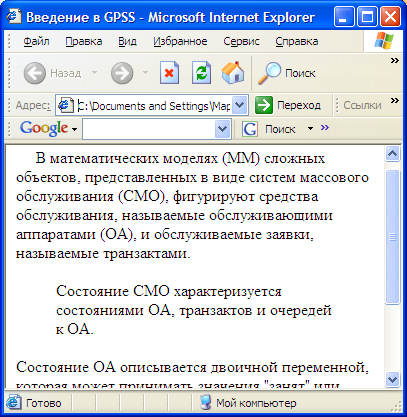 Введение в GPSS - Microsoft Internet Explorer
Файл Правка Вид Избранное Сервис Справка
Назад Поиск
Адрес: C:\Documents and Settings\Мар Переход Ссылки
Google Поиск
В математических моделях (ММ) сложных
объектов, представленных в виде систем массового
обслуживания (СМО), фигурируют средства
обслуживания, называемые обслуживающими
аппаратами (ОА), и обслуживаемые заявки,
называемые транзактами.
Состояние СМО характеризуется
состояниями ОА, транзактов и очередей
к ОА.
Состояние ОА описывается двоичной переменной,
которая может принимать значения "занят" или
Готово Мой компьютер